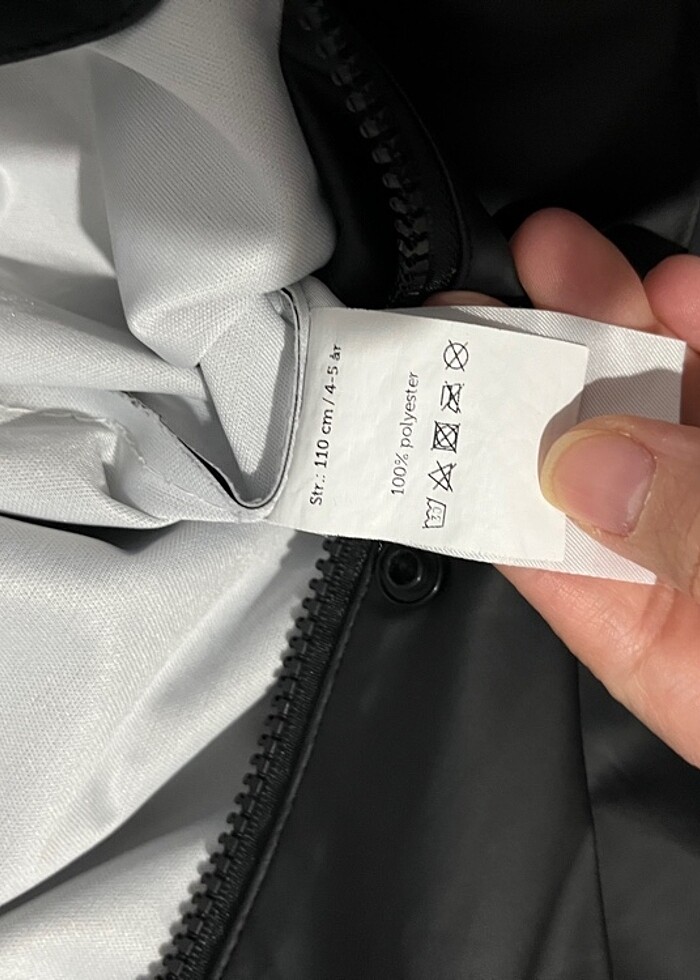 Str.: 110 cm / 4-5 år
100% polyester